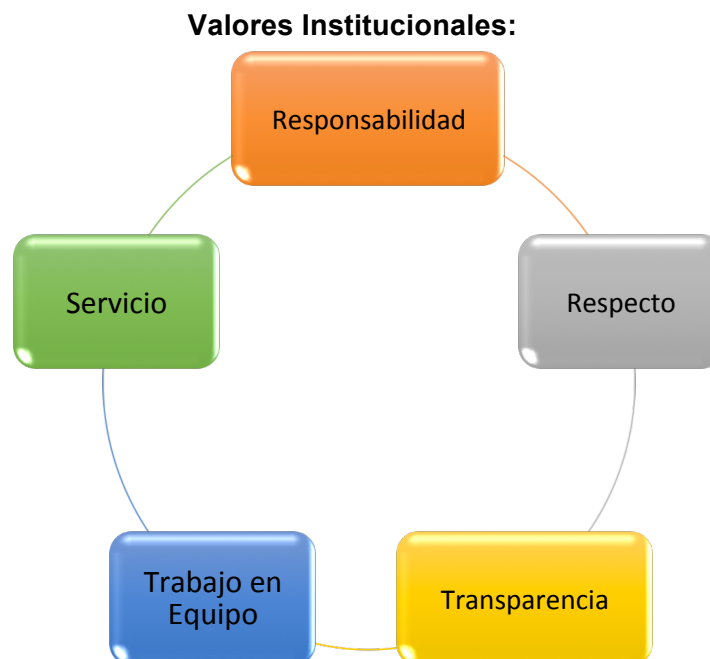 Valores Institucionales:
Responsabilidad
Respecto
Transparencia
Trabajo en
Equipo
Servicio